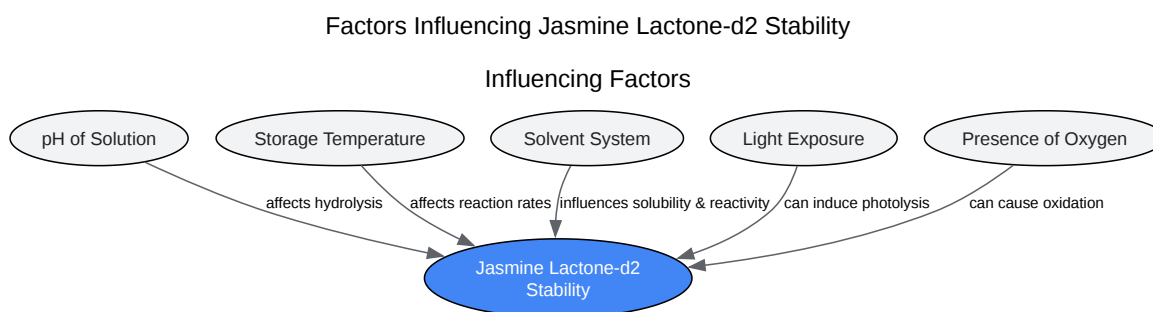 Factors Influencing Jasmine Lactone-d2 Stability
Influencing Factors
pH of Solution
Storage Temperature
Solvent System
Light Exposure
Presence of Oxygen
affects hydrolysis
affects reaction rates
influences solubility & reactivity
can induce photolysis
can cause oxidation
Jasmine Lactone-d2
Stability